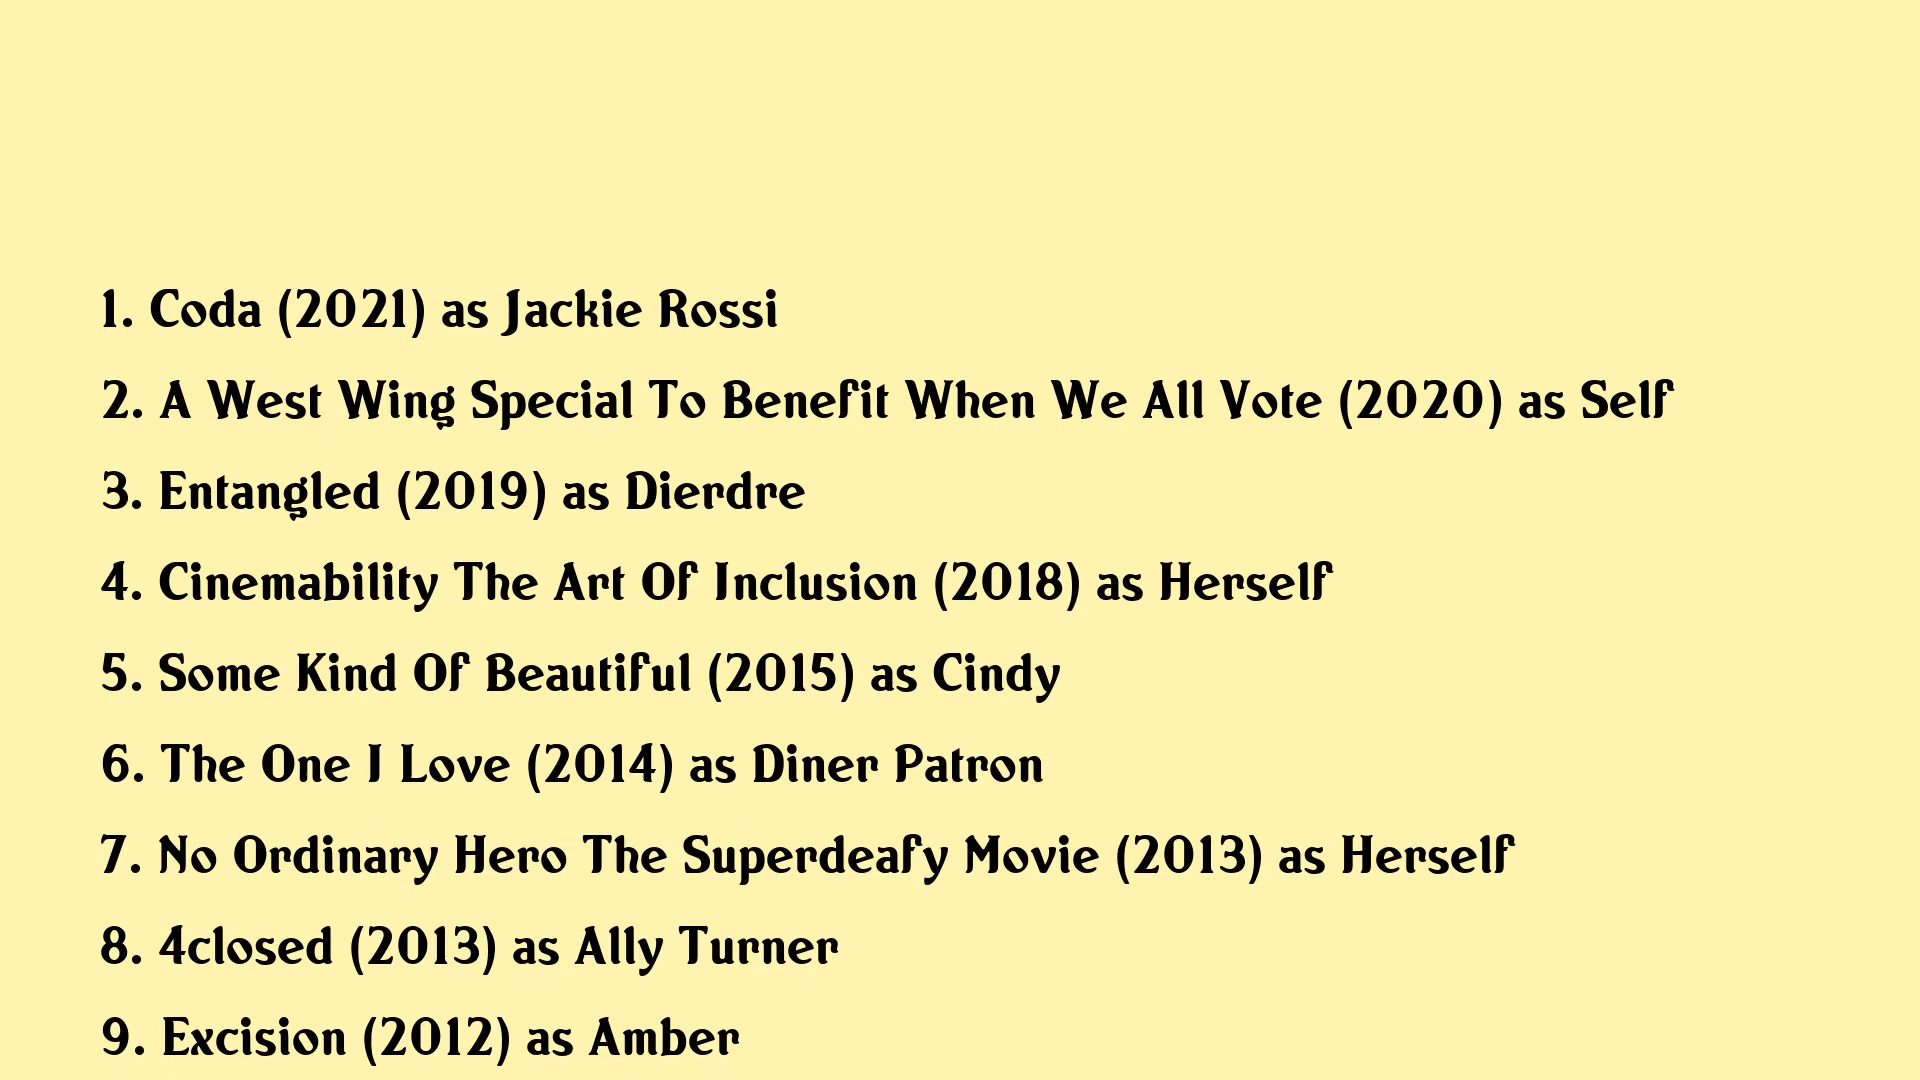 1. Coda (2021) as Jackie Rossi
2. A West Wing Special To Benefit When We All Vote (2020) as Self
3. Entangled (2019) as Dierdre
4. Cinemability The Art Of Inclusion (2018) as Herself
5. Some Kind Of Beautiful (2015) as Cindy
6. The One I Love (2014) as Diner Patron
7. No Ordinary Hero The Superdeafy Movie (2013) as Herself
8. 4closed (2013) as Ally Turner
9. Excision (2012) as Amber